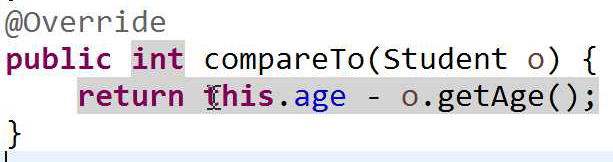 @Override
public int compareTo(Student o) {
    return this.age - o.getAge();
}